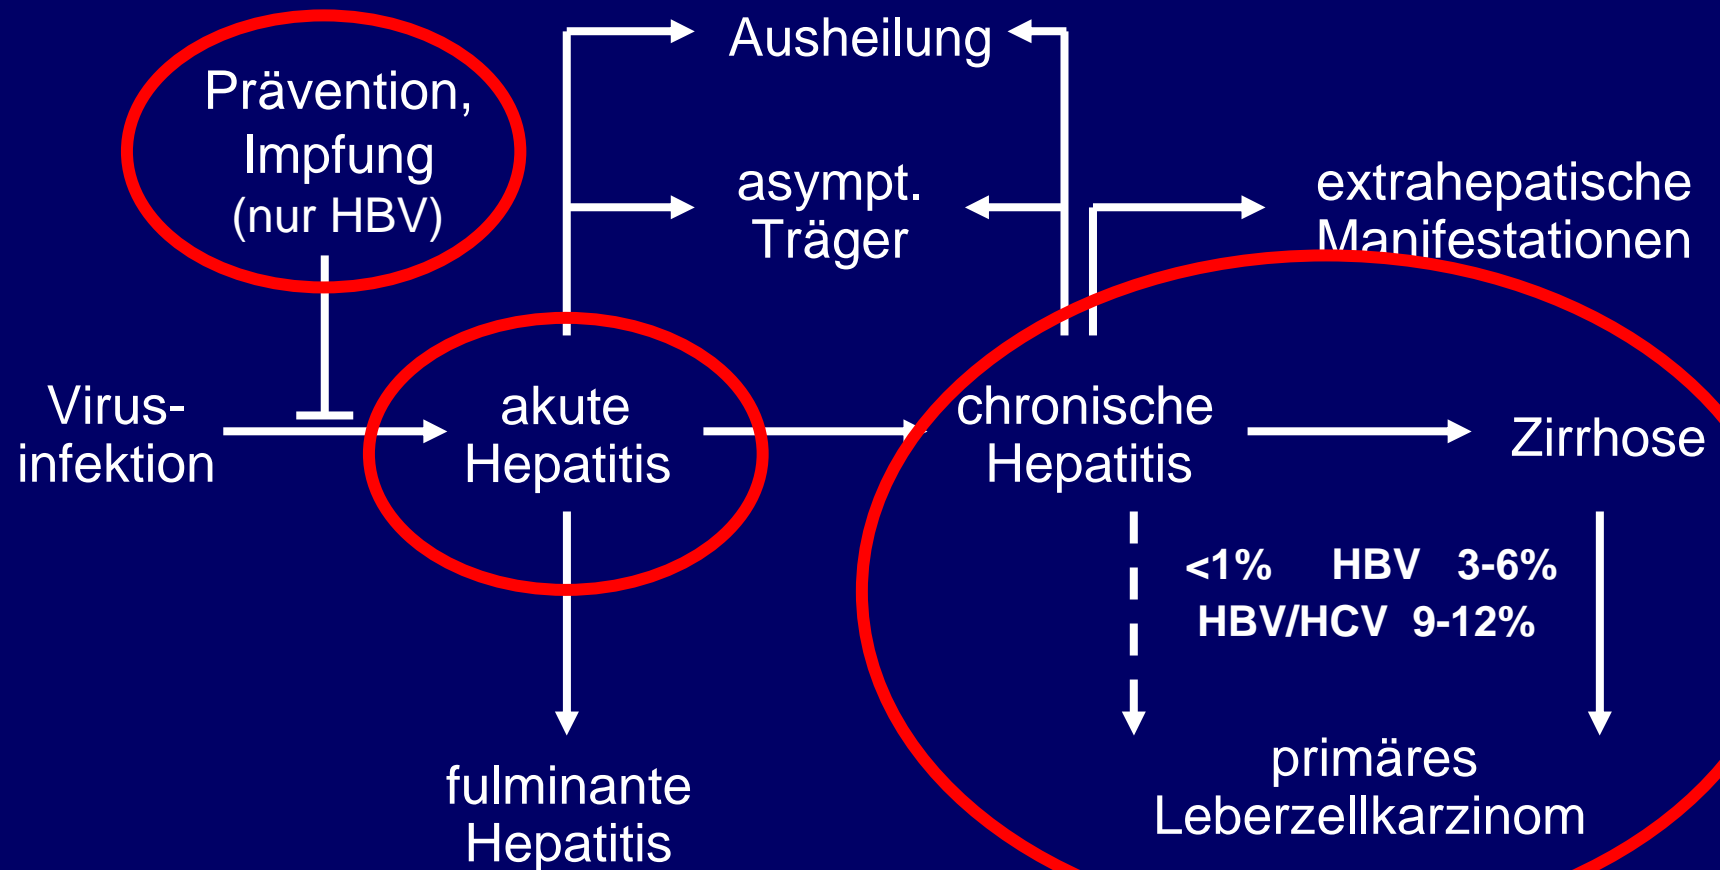 Ausheilung
Prävention,
Impfung
(nur HBV)
asympt.
Träger
extrahepatische
Manifestationen
Virus-
infektion
akute
Hepatitis
chronische
Hepatitis
Zirrhose
<1% HBV 3-6%
HBV/HCV 9-12%
fulminante
Hepatitis
primäres
Leberzellkarzinom